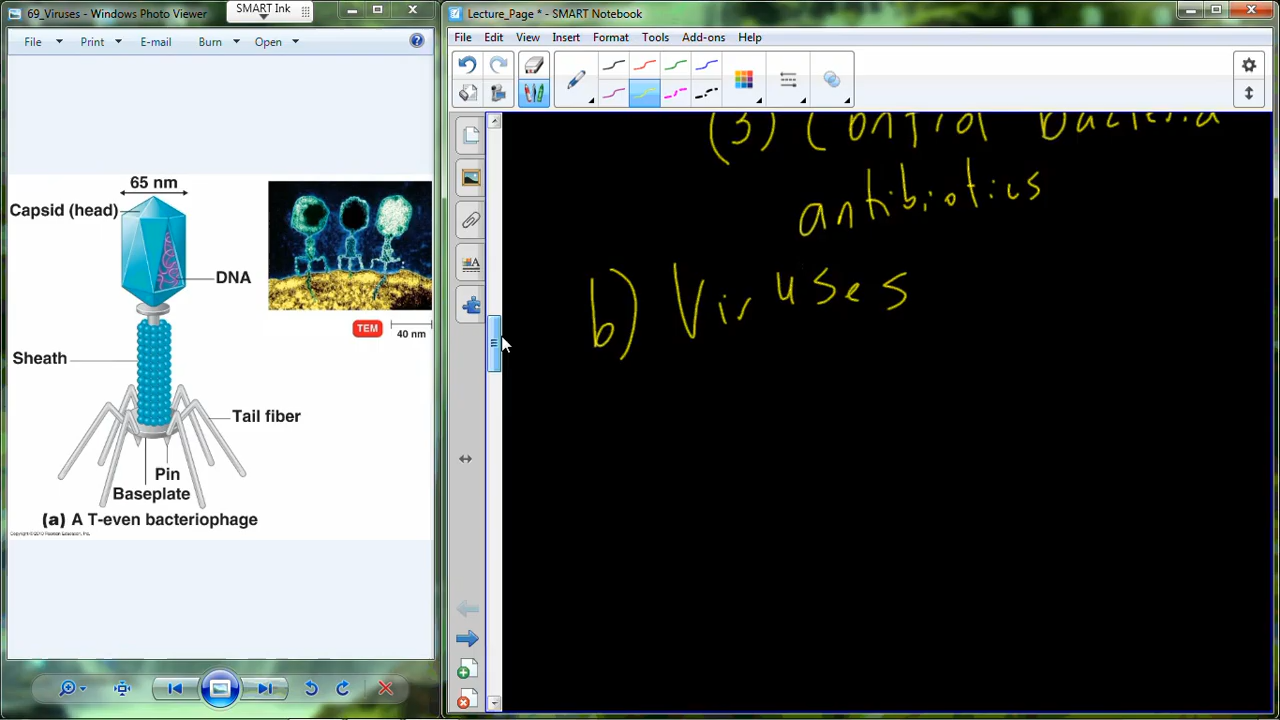 69_Viruses - Windows Photo Viewer
SMART Ink
File Print E-mail Burn Open
65 nm
Capsid (head)
DNA
TEM
40 nm
Sheath
Tail fiber
Pin
Baseplate
(a) A T-even bacteriophage
Lecture_Page * - SMART Notebook
File Edit View Insert Format Tools Add-ons Help
(3) Control bacteria
antibiotics
b) Viruses